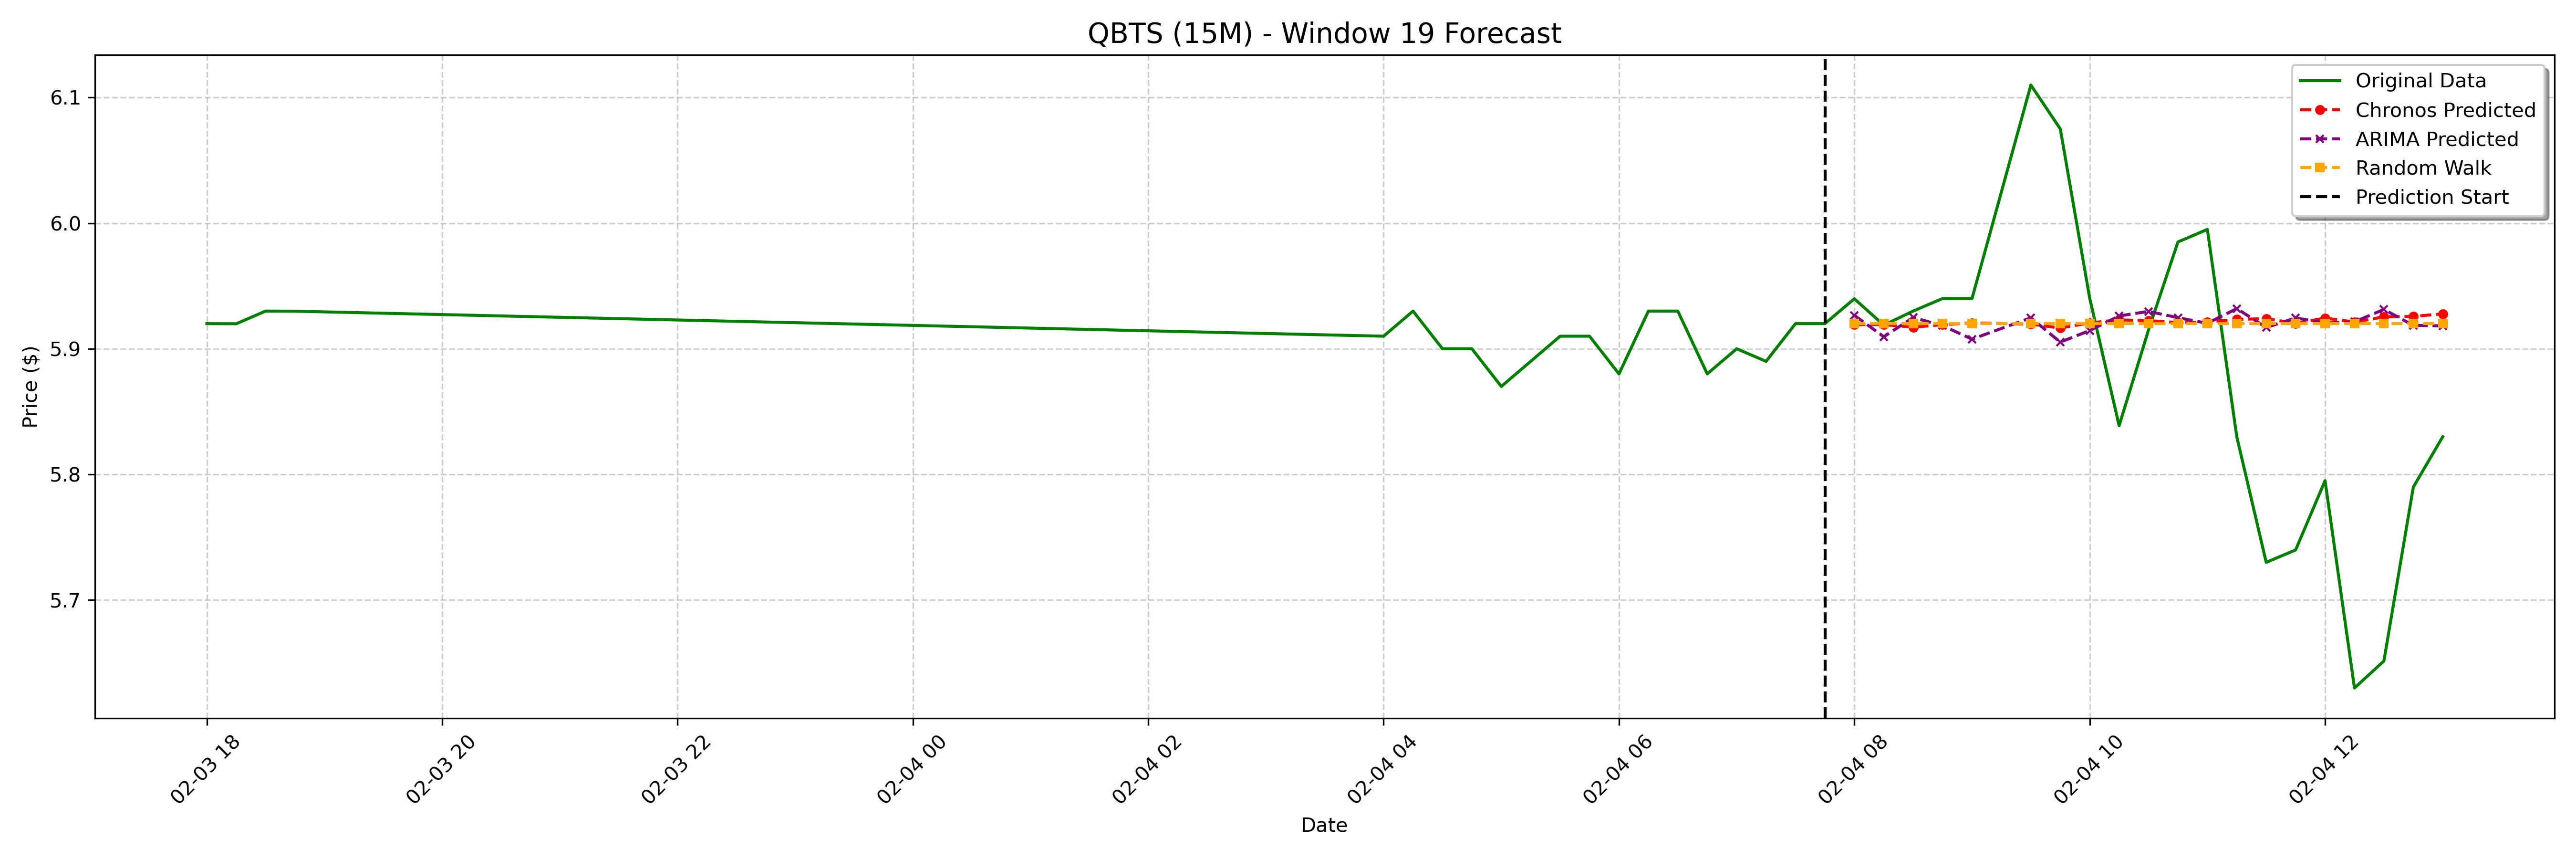 QBTS (15M) - Window 19 Forecast
Original Data
Chronos Predicted
ARIMA Predicted
Random Walk
Prediction Start
Price ($)
6.1
6.0
5.9
5.8
5.7
02-03 18
02-03 20
02-03 22
02-04 00
02-04 02
02-04 04
02-04 06
02-04 08
02-04 10
02-04 12
Date